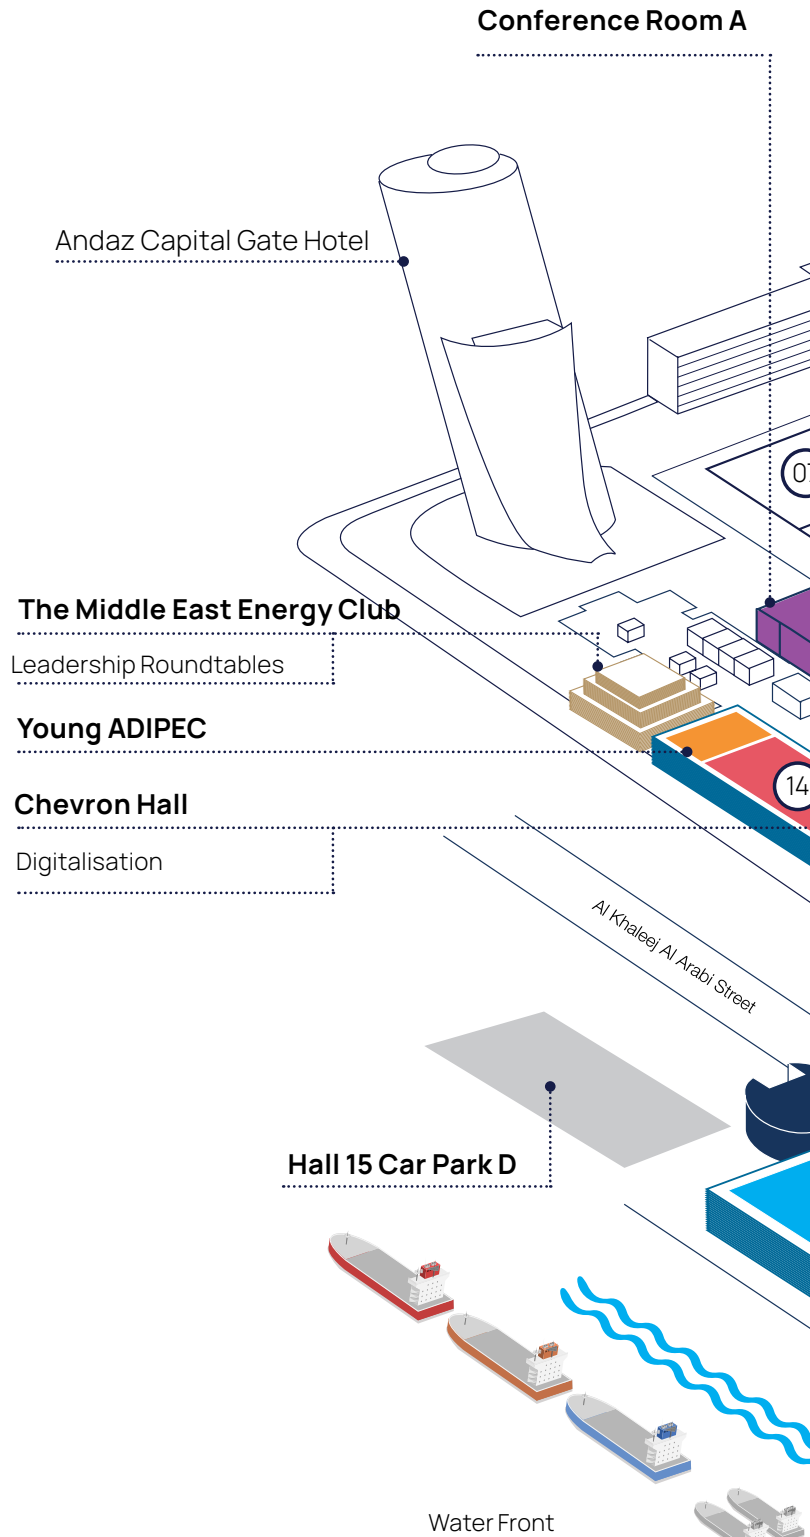 Conference Room A
Andaz Capital Gate Hotel
The Middle East Energy Club
Leadership Roundtables
Young ADIPEC
14
Chevron Hall
Digitalisation
Al Khaleej Al Arabi Street
Hall 15 Car Park D
Water Front